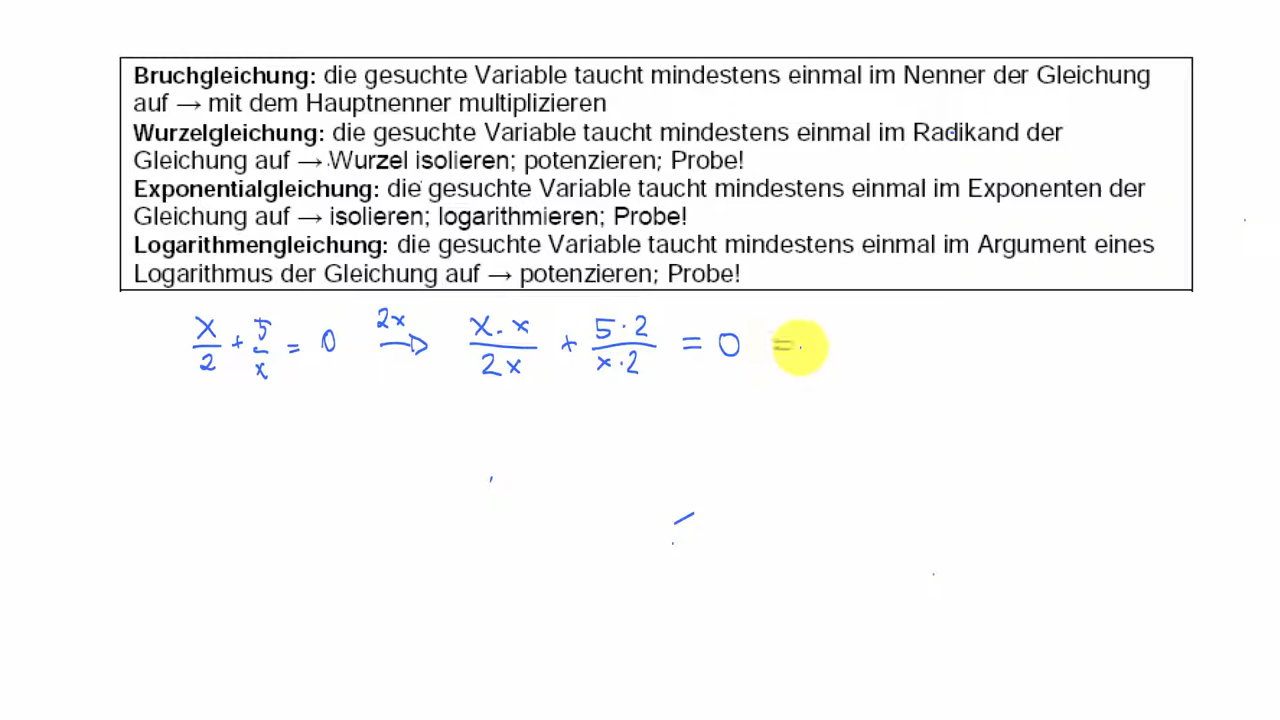 Bruchgleichung: die gesuchte Variable taucht mindestens einmal im Nenner der Gleichung
auf → mit dem Hauptnenner multiplizieren
Wurzelgleichung: die gesuchte Variable taucht mindestens einmal im Radikand der
Gleichung auf → Wurzel isolieren; potenzieren; Probe!
Exponentialgleichung: die gesuchte Variable taucht mindestens einmal im Exponenten der
Gleichung auf → isolieren; logarithmieren; Probe!
Logarithmengleichung: die gesuchte Variable taucht mindestens einmal im Argument eines
Logarithmus der Gleichung auf → potenzieren; Probe!
x/2 + 5/x = 0 2x → x·x/2x + 5·2/x·2 = 0 =